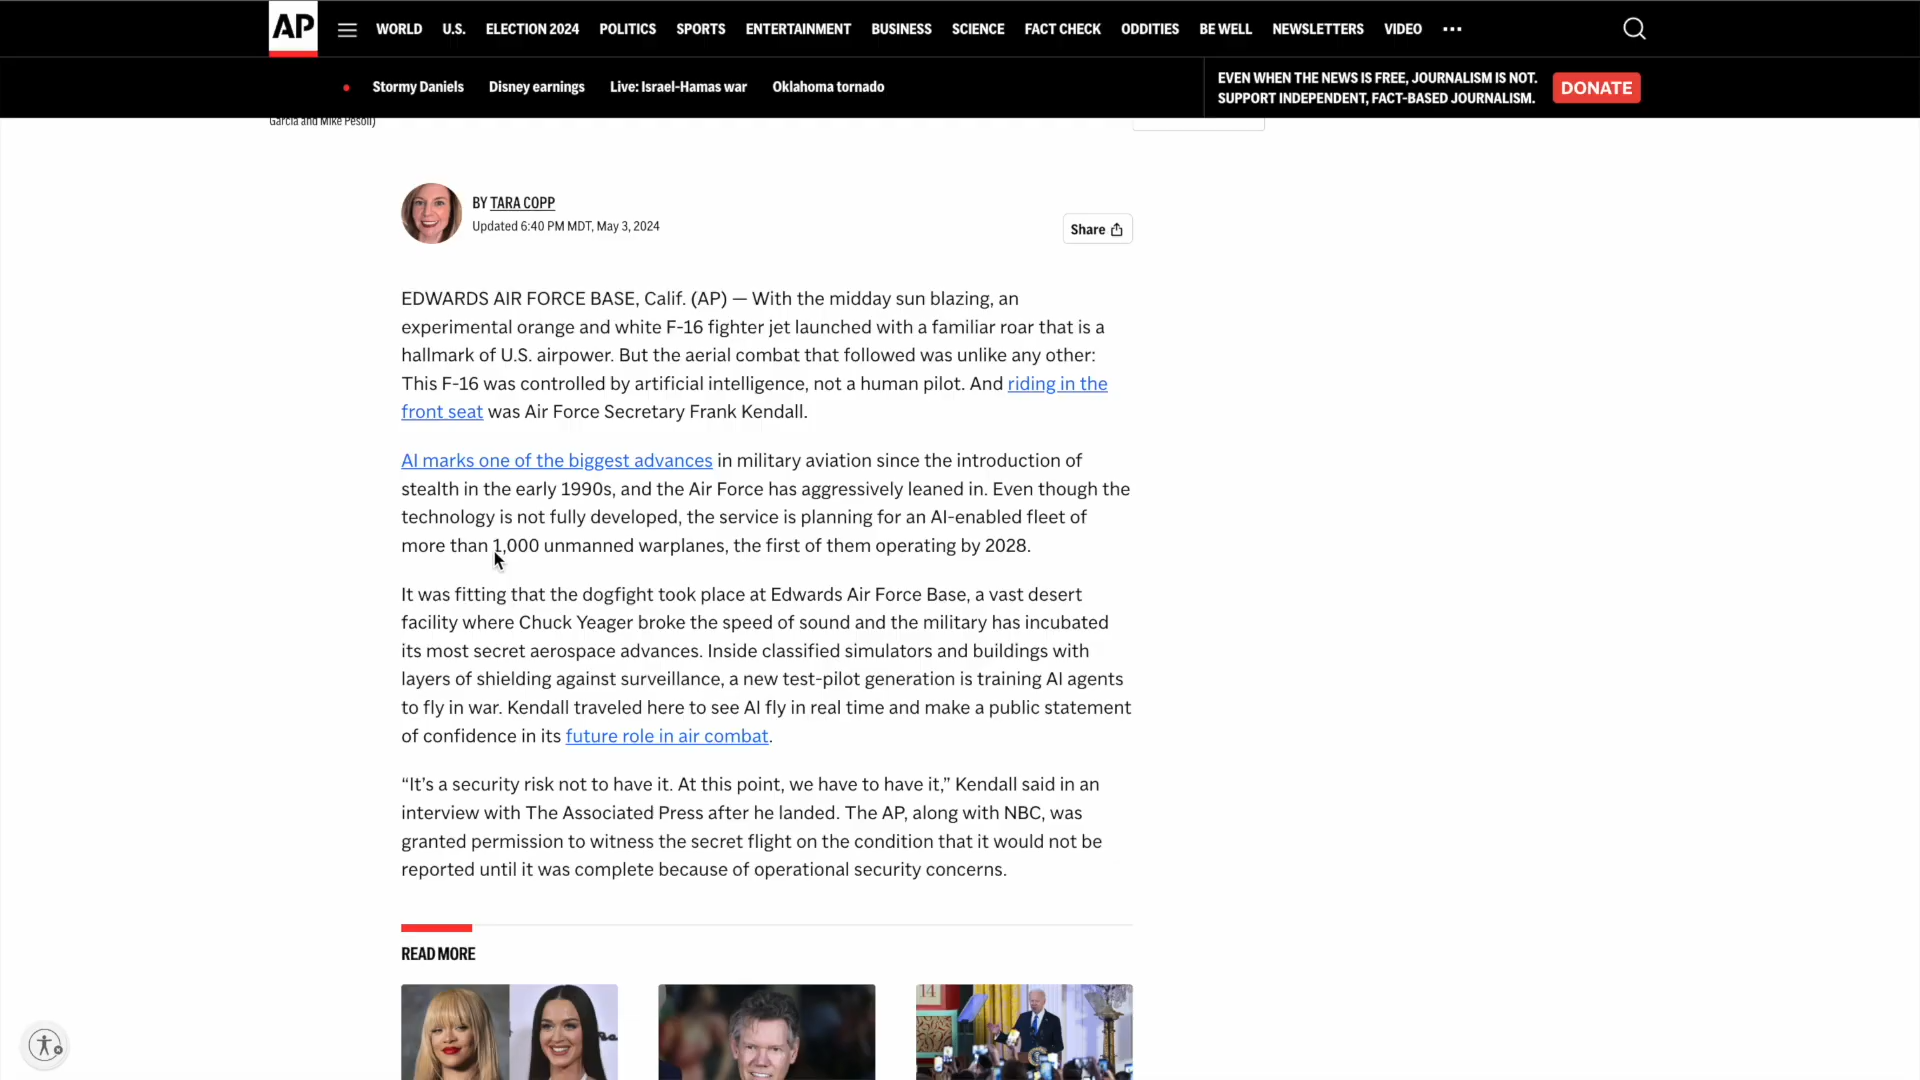 AP
WORLD U.S. ELECTION 2024 POLITICS SPORTS ENTERTAINMENT BUSINESS SCIENCE FACT CHECK ODDITIES BE WELL NEWSLETTERS VIDEO ...
Stormy Daniels Disney earnings Live: Israel-Hamas war Oklahoma tornado
EVEN WHEN THE NEWS IS FREE, JOURNALISM IS NOT.
SUPPORT INDEPENDENT, FACT-BASED JOURNALISM.
DONATE
Garcia and Mike Pesoli)
BY TARA COPP
Updated 6:40 PM MDT, May 3, 2024
Share
EDWARDS AIR FORCE BASE, Calif. (AP) — With the midday sun blazing, an
experimental orange and white F-16 fighter jet launched with a familiar roar that is a
hallmark of U.S. airpower. But the aerial combat that followed was unlike any other:
This F-16 was controlled by artificial intelligence, not a human pilot. And riding in the
front seat was Air Force Secretary Frank Kendall.
AI marks one of the biggest advances in military aviation since the introduction of
stealth in the early 1990s, and the Air Force has aggressively leaned in. Even though the
technology is not fully developed, the service is planning for an AI-enabled fleet of
more than 1,000 unmanned warplanes, the first of them operating by 2028.
It was fitting that the dogfight took place at Edwards Air Force Base, a vast desert
facility where Chuck Yeager broke the speed of sound and the military has incubated
its most secret aerospace advances. Inside classified simulators and buildings with
layers of shielding against surveillance, a new test-pilot generation is training AI agents
to fly in war. Kendall traveled here to see AI fly in real time and make a public statement
of confidence in its future role in air combat.
“It’s a security risk not to have it. At this point, we have to have it,” Kendall said in an
interview with The Associated Press after he landed. The AP, along with NBC, was
granted permission to witness the secret flight on the condition that it would not be
reported until it was complete because of operational security concerns.
READ MORE
14